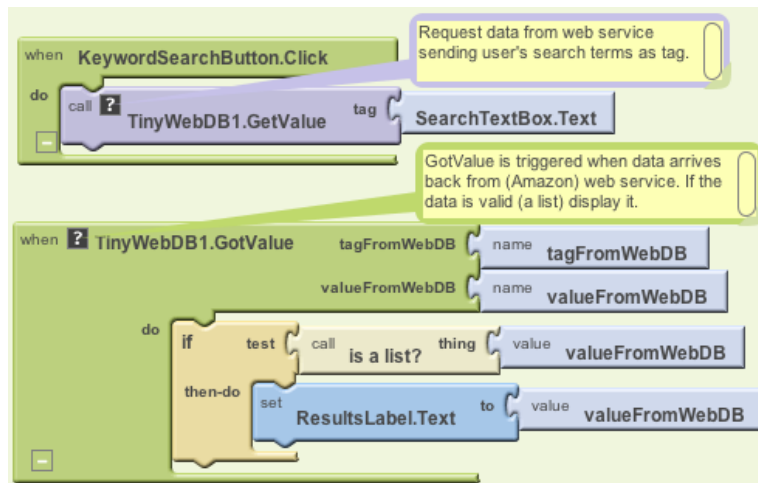 Request data from web service
sending user's search terms as tag.
when KeywordSearchButton.Click
do call ? TinyWebDB1.GetValue tag SearchTextBox.Text
GotValue is triggered when data arrives
back from (Amazon) web service. If the
data is valid (a list) display it.
when ? TinyWebDB1.GotValue tagFromWebDB name tagFromWebDB
valueFromWebDB name valueFromWebDB
do if test call is a list? thing value valueFromWebDB
then-do set ResultsLabel.Text to value valueFromWebDB